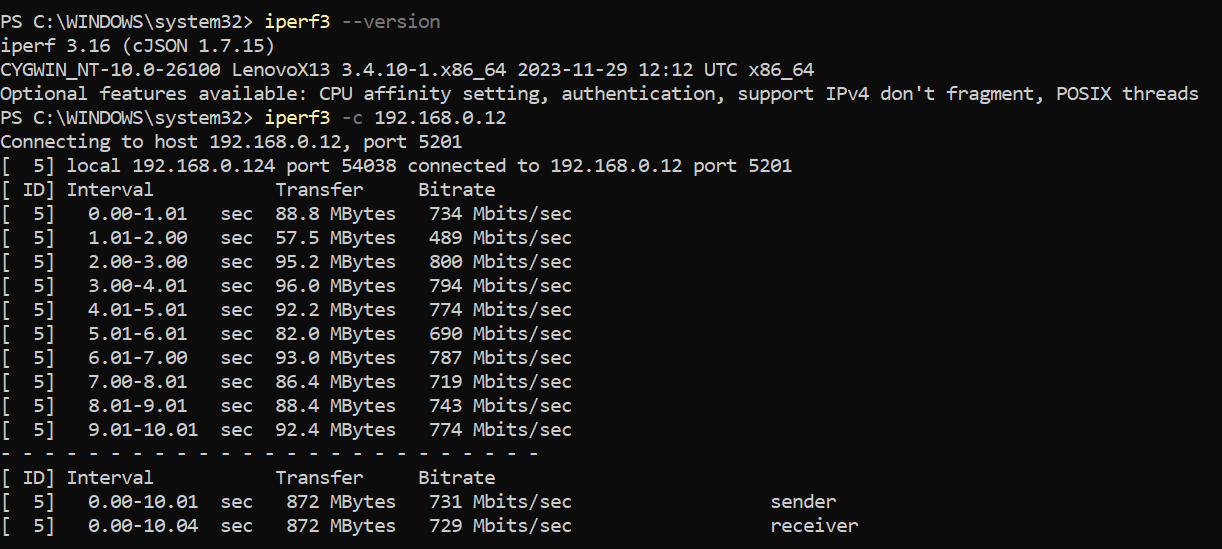 PS C:\WINDOWS\system32> iperf3 --version
iperf 3.16 (cJSON 1.7.15)
CYGWIN_NT-10.0-26100 LenovoX13 3.4.10-1.x86_64 2023-11-29 12:12 UTC x86_64
Optional features available: CPU affinity setting, authentication, support IPv4 don't fragment, POSIX threads
PS C:\WINDOWS\system32> iperf3 -c 192.168.0.12
Connecting to host 192.168.0.12, port 5201
[  5] local 192.168.0.124 port 54038 connected to 192.168.0.12 port 5201
[ ID] Interval           Transfer     Bitrate
[  5]   0.00-1.01   sec  88.8 MBytes   734 Mbits/sec
[  5]   1.01-2.00   sec  57.5 MBytes   489 Mbits/sec
[  5]   2.00-3.00   sec  95.2 MBytes   800 Mbits/sec
[  5]   3.00-4.01   sec  96.0 MBytes   794 Mbits/sec
[  5]   4.01-5.01   sec  92.2 MBytes   774 Mbits/sec
[  5]   5.01-6.01   sec  82.0 MBytes   690 Mbits/sec
[  5]   6.01-7.00   sec  93.0 MBytes   787 Mbits/sec
[  5]   7.00-8.01   sec  86.4 MBytes   719 Mbits/sec
[  5]   8.01-9.01   sec  88.4 MBytes   743 Mbits/sec
[  5]   9.01-10.01  sec  92.4 MBytes   774 Mbits/sec
- - - - - - - - - - - - - - - - - - - - - - - - -
[ ID] Interval           Transfer     Bitrate
[  5]   0.00-10.01  sec   872 MBytes   731 Mbits/sec                  sender
[  5]   0.00-10.04  sec   872 MBytes   729 Mbits/sec                  receiver